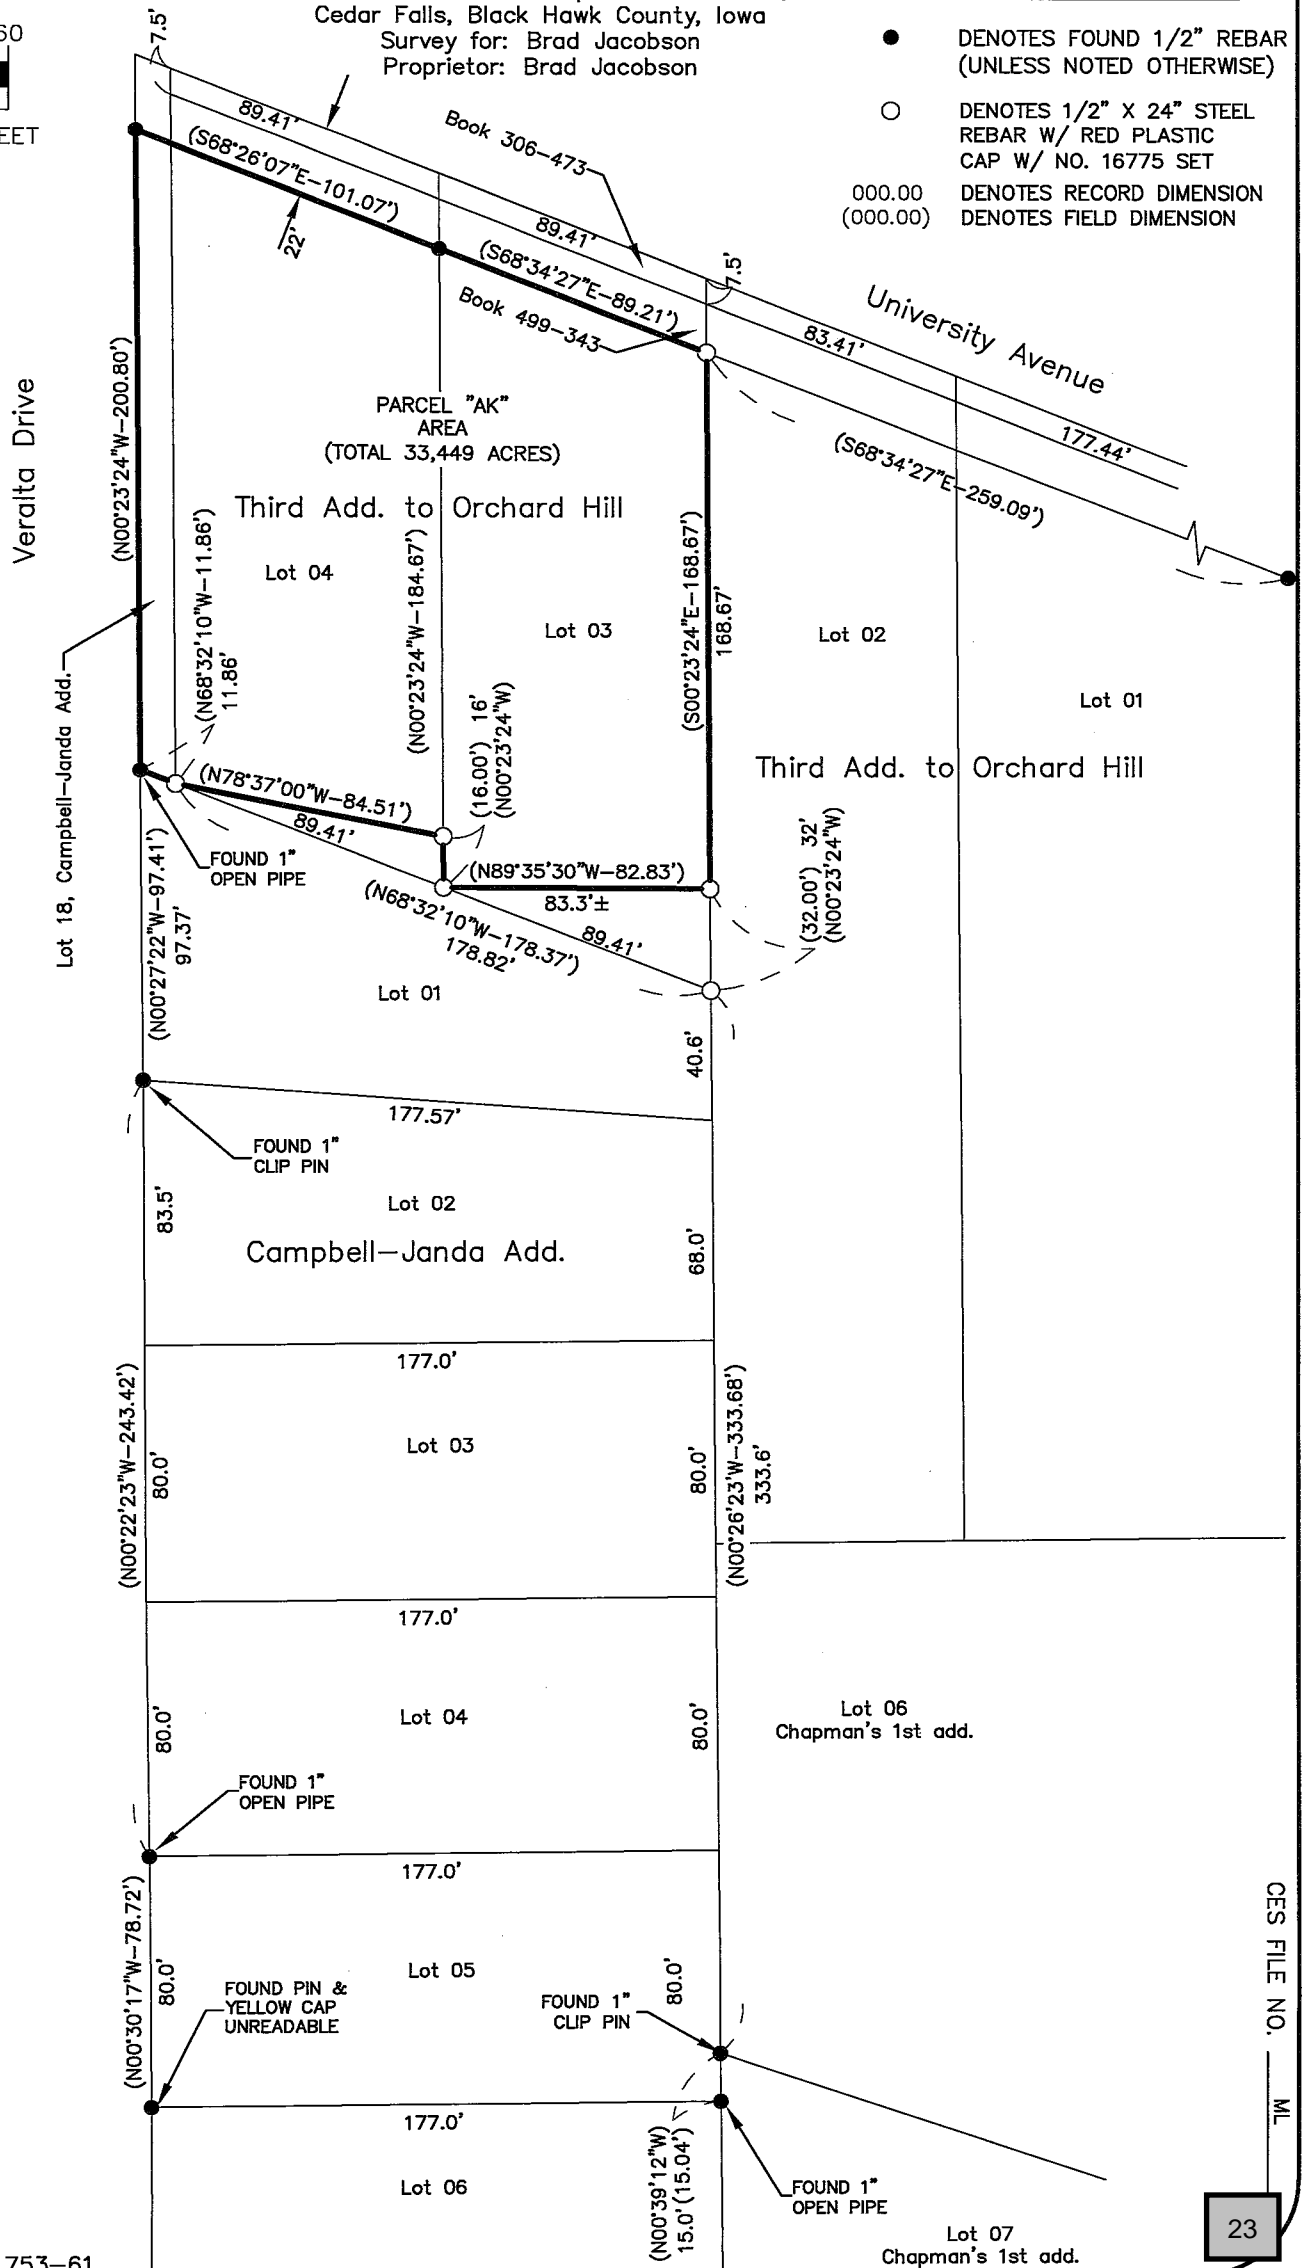 Cedar Falls, Black Hawk County, Iowa
Survey for: Brad Jacobson
Proprietor: Brad Jacobson
60
EET
DENOTES FOUND 1/2" REBAR
(UNLESS NOTED OTHERWISE)
DENOTES 1/2" X 24" STEEL
REBAR W/ RED PLASTIC
CAP W/ NO. 16775 SET
000.00 DENOTES RECORD DIMENSION
(000.00) DENOTES FIELD DIMENSION
7.5'
89.41'
(S68°26'07"E-101.07')
22'
Book 306-473
89.41'
(S68°34'27"E-89.21')
Book 499-343
7.5'
83.41'
University Avenue
177.44'
(S68°34'27"E-259.09')
Veralta Drive
(N00°23'24"W-200.80')
PARCEL "AK"
AREA
(TOTAL 33,449 ACRES)
Third Add. to Orchard Hill
Lot 04
(N68°32'10"W-11.86')
11.86'
(N00°23'24"W-184.67')
Lot 03
(S00°23'24"E-168.67')
168.67'
Lot 02
Lot 01
Third Add. to Orchard Hill
Lot 18, Campbell-Janda Add.
(16.00') 16'
(N00°23'24"W)
(N78°37'00"W-84.51')
89.41'
FOUND 1"
OPEN PIPE
(N89°35'30"W-82.83')
83.3'±
(32.00') 32'
(N00°23'24"W)
(N68°32'10"W-178.37')
178.82'
89.41'
(N00°27'22"W-97.41')
97.37'
Lot 01
40.6'
177.57'
FOUND 1"
CLIP PIN
83.5'
Lot 02
68.0'
Campbell-Janda Add.
177.0'
(N00°22'23"W-243.42')
80.0'
Lot 03
80.0'
(N00°26'23'W-333.68')
333.6'
177.0'
80.0'
Lot 04
80.0'
Lot 06
Chapman's 1st add.
FOUND 1"
OPEN PIPE
177.0'
(N00°30'17"W-78.72')
80.0'
Lot 05
80.0'
FOUND PIN &
YELLOW CAP
UNREADABLE
FOUND 1"
CLIP PIN
CES FILE NO. ML
177.0'
Lot 06
(N00°39'12"W)
15.0'(15.04')
FOUND 1"
OPEN PIPE
Lot 07
Chapman's 1st add.
23
753-61